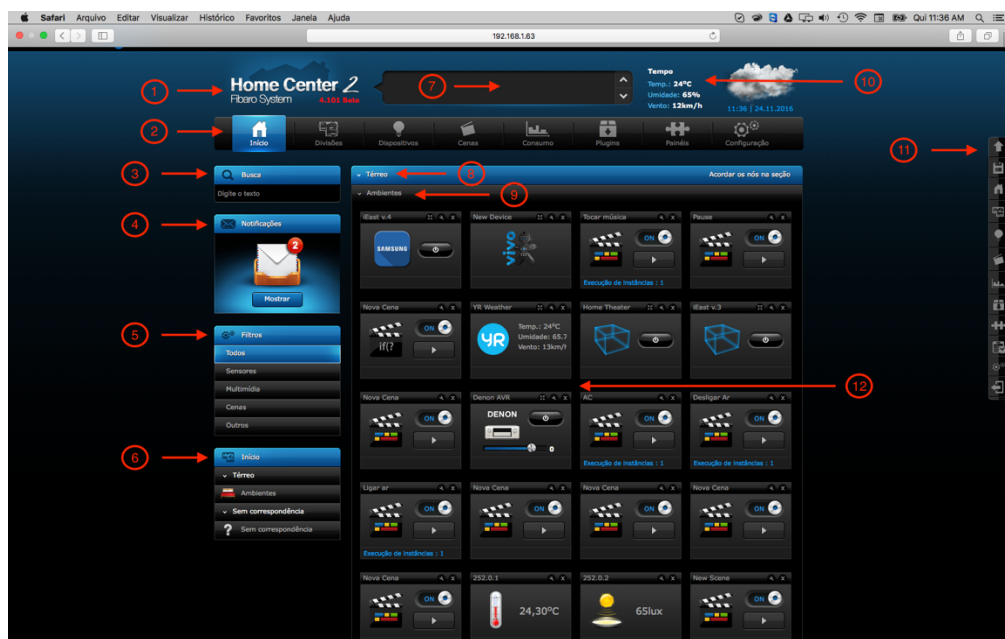 Safari Arquivo Editar Visualizar Histórico Favoritos Janela Ajuda
Qui 11:36 AM
192.168.1.63
1
Home Center 2
Fibaro System 4.101 Beta
7
Tempo
Temp.: 24°C
Umidade: 65%
Vento: 12km/h
10
11:36 | 24.11.2016
2
Início
Divisões
Dispositivos
Cenas
Consumo
Plugins
Painéis
Configuração
11
3
Busca
Digite o texto
8
Térreo
Acordar os nós na seção
9
Ambientes
4
Notificações
2
Mostrar
iEast v.4
SAMSUNG
New Device
vivo
Tocar música
ON
Execução de Instâncias : 1
Pause
ON
5
Filtros
Todos
Sensores
Multimídia
Cenas
Outros
Nova Cena
if(?
ON
YR Weather
YR
Temp.: 24°C
Umidade: 65.7
Vento: 13km/h
Home Theater
iEast v.3
12
Nova Cena
ON
Denon AVR
DENON
0
AC
ON
Execução de Instâncias : 1
Desligar Ar
ON
Execução de Instâncias : 1
6
Início
Térreo
Ambientes
Sem correspondência
? Sem correspondência
Ligar ar
ON
Execução de Instâncias : 1
Nova Cena
ON
Nova Cena
ON
Nova Cena
ON
Nova Cena
ON
252.0.1
24,30°C
252.0.2
65lux
New Scene
ON